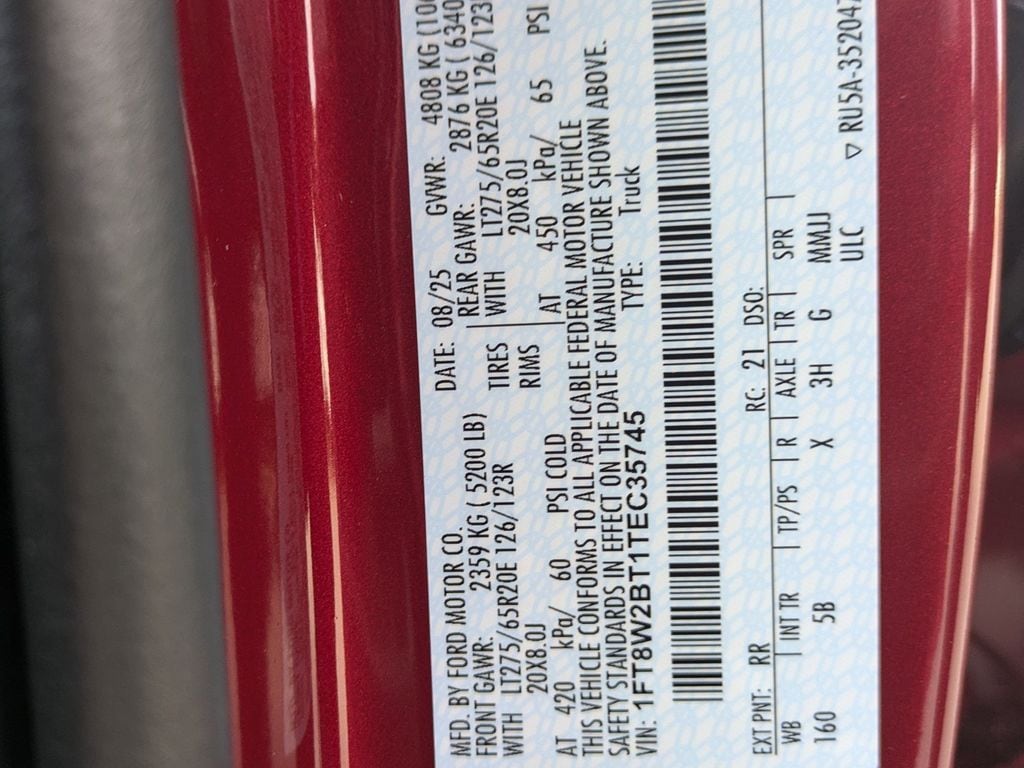 MFD. BY FORD MOTOR CO. DATE: 08/25 GVWR: 4808 KG
FRONT GAWR: 2359 KG ( 5200 LB) REAR GAWR: 2876 KG ( 6340
WITH LT275/65R20E 126/123R TIRES WITH LT275/65R20E 126/123
20X8.0J RIMS 20X8.0J
AT 420 kPa/ 60 PSI COLD AT 450 kPa/ 65 PSI
THIS VEHICLE CONFORMS TO ALL APPLICABLE FEDERAL MOTOR VEHICLE
SAFETY STANDARDS IN EFFECT ON THE DATE OF MANUFACTURE SHOWN ABOVE.
VIN: 1FT8W2BT1TEC35745 TYPE: Truck
EXT PNT: RR RC: 21 DSO:
WB INT TR TP/PS R AXLE TR SPR
160 5B X 3H G MMJJ
ULC ▽ RU5A-35204